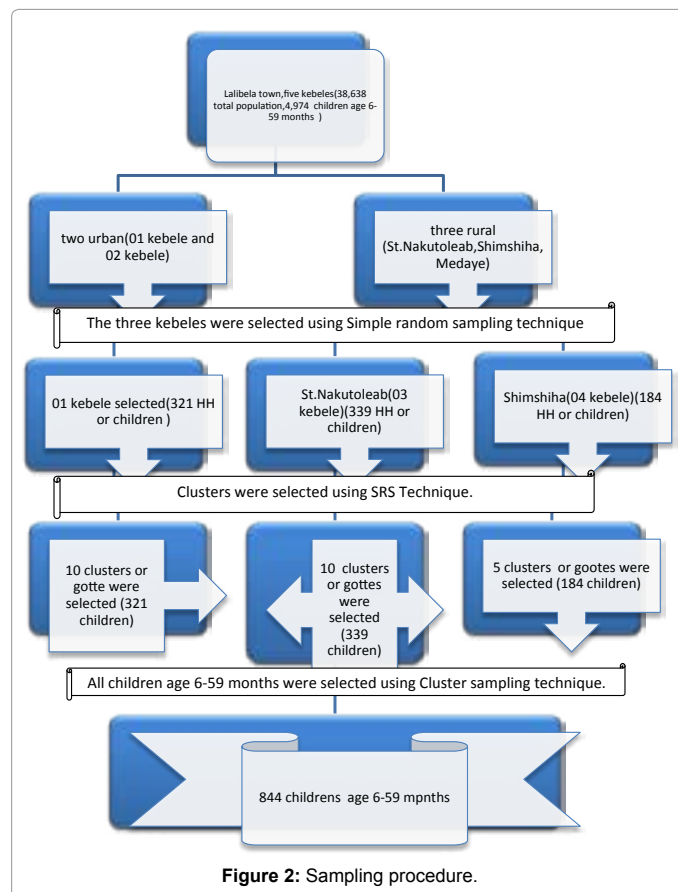 Lalibela town,five kebeles(38,638
total population,4,974 children age 6-
59 months )
two urban(01 kebele and
02 kebele)
three rural
(St.Nakutoleab,Shimshiha,
Medaye)
The three kebeles were selected using Simple random sampling technique
01 kebele selected(321 HH
or children )
St.Nakutoleab(03
kebele)(339 HH or
children)
Shimshiha(04 kebele)(184
HH or children)
Clusters were selected using SRS Technique.
10 clusters or
gotte were
selected (321
children)
10 clusters
or gottes
were
selected
(339
children)
5 clusters  or gootes were
selected (184 children)
All children age 6-59 months were selected using Cluster sampling technique.
844 childrens  age 6-59 mpnths
Figure 2: Sampling procedure.